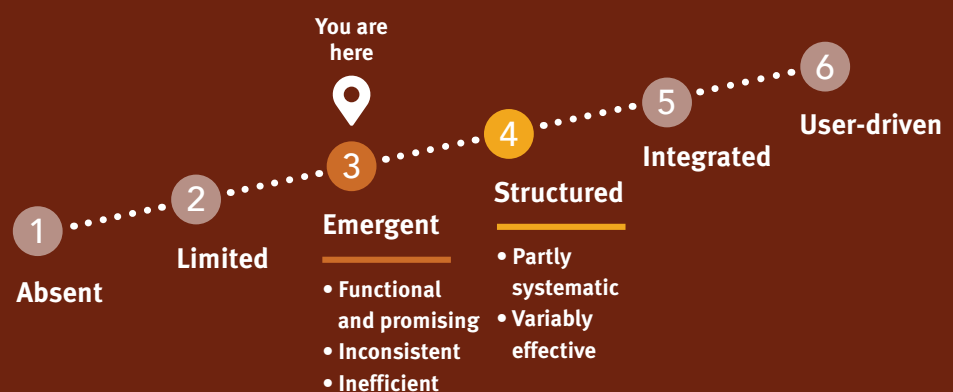 You are
here
1
Absent
2
Limited
3
Emergent
• Functional
and promising
• Inconsistent
• Inefficient
4
Structured
• Partly
systematic
• Variably
effective
5
Integrated
6
User-driven